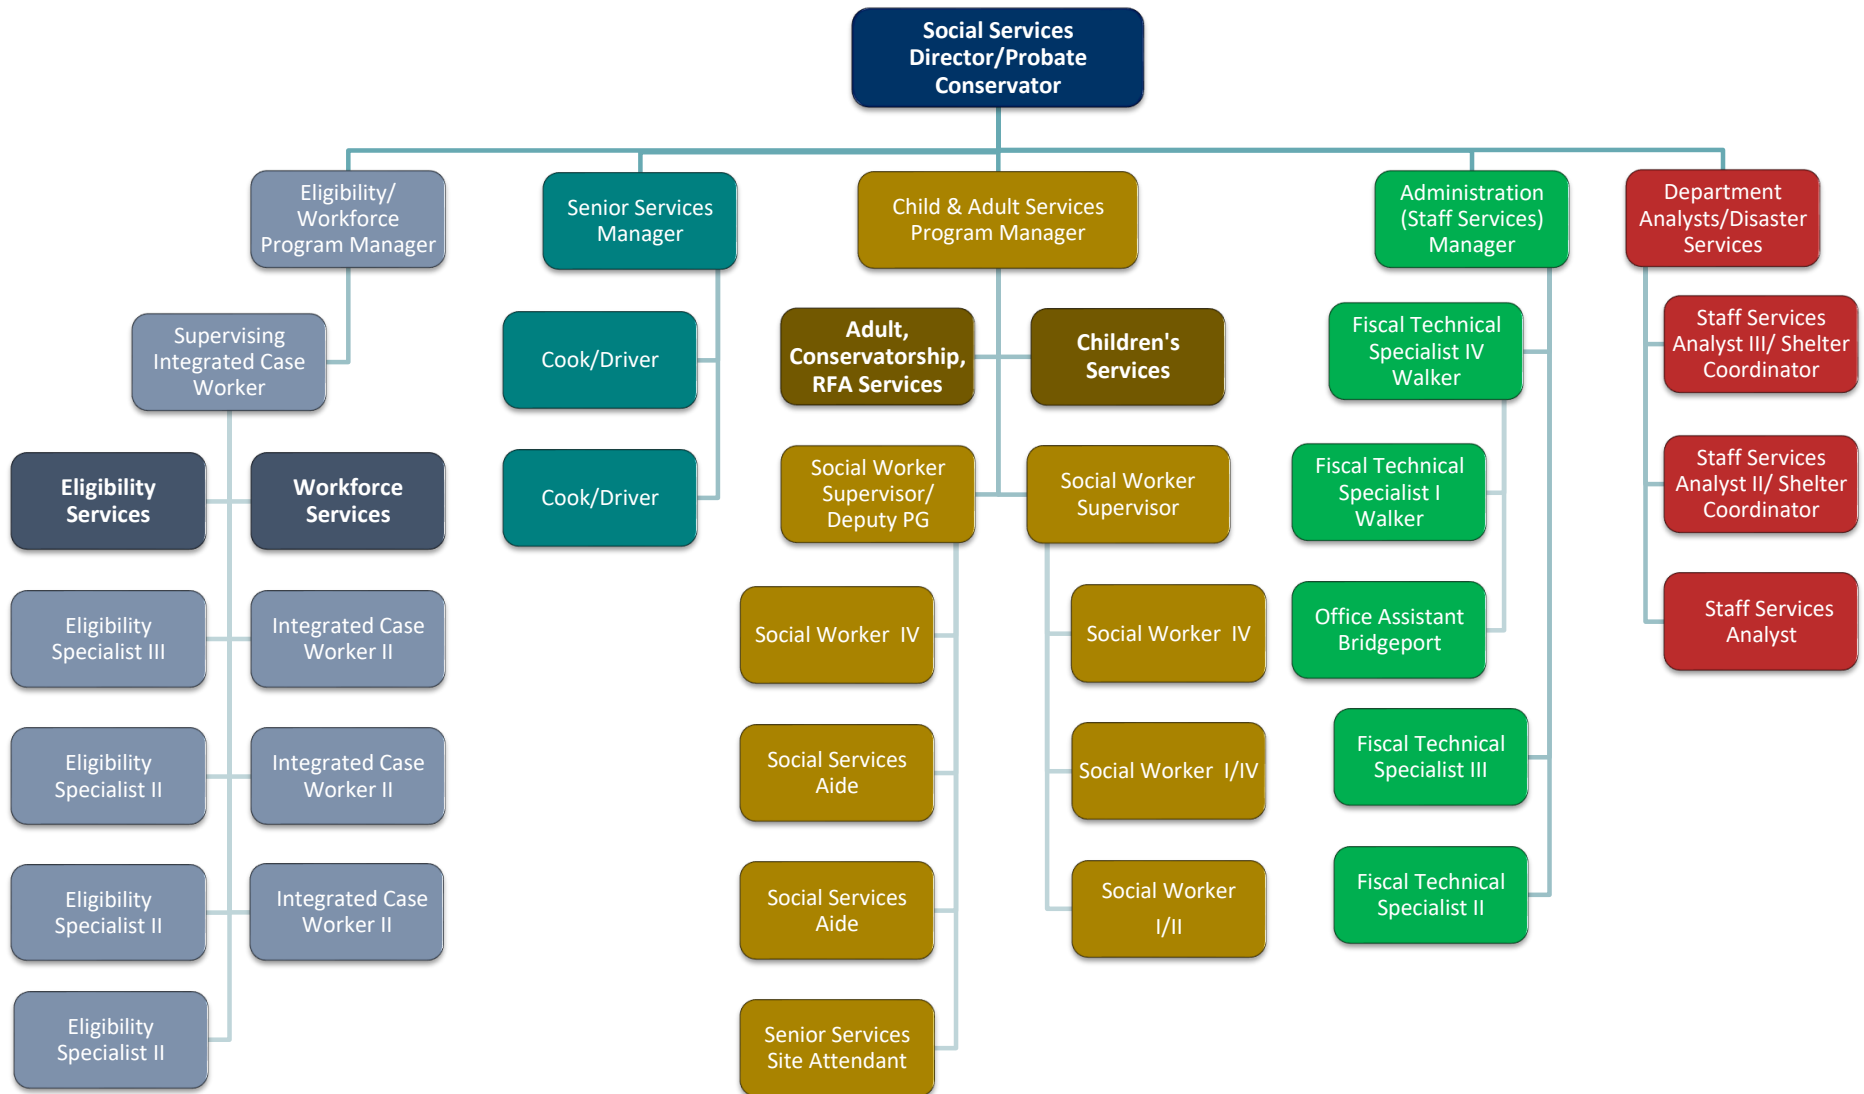 Social Services
Director/Probate
Conservator
Eligibility/
Workforce
Program Manager
Senior Services
Manager
Child & Adult Services
Program Manager
Administration
(Staff Services)
Manager
Department
Analysts/Disaster
Services
Supervising
Integrated Case
Worker
Cook/Driver
Adult,
Conservatorship,
RFA Services
Children's
Services
Fiscal Technical
Specialist IV
Walker
Staff Services
Analyst III/ Shelter
Coordinator
Eligibility
Services
Workforce
Services
Cook/Driver
Social Worker
Supervisor/
Deputy PG
Social Worker
Supervisor
Fiscal Technical
Specialist I
Walker
Staff Services
Analyst II/ Shelter
Coordinator
Eligibility
Specialist III
Integrated Case
Worker II
Social Worker IV
Social Worker IV
Office Assistant
Bridgeport
Staff Services
Analyst
Eligibility
Specialist II
Integrated Case
Worker II
Social Services
Aide
Social Worker I/IV
Fiscal Technical
Specialist III
Eligibility
Specialist II
Integrated Case
Worker II
Social Services
Aide
Social Worker
I/II
Fiscal Technical
Specialist II
Eligibility
Specialist II
Senior Services
Site Attendant